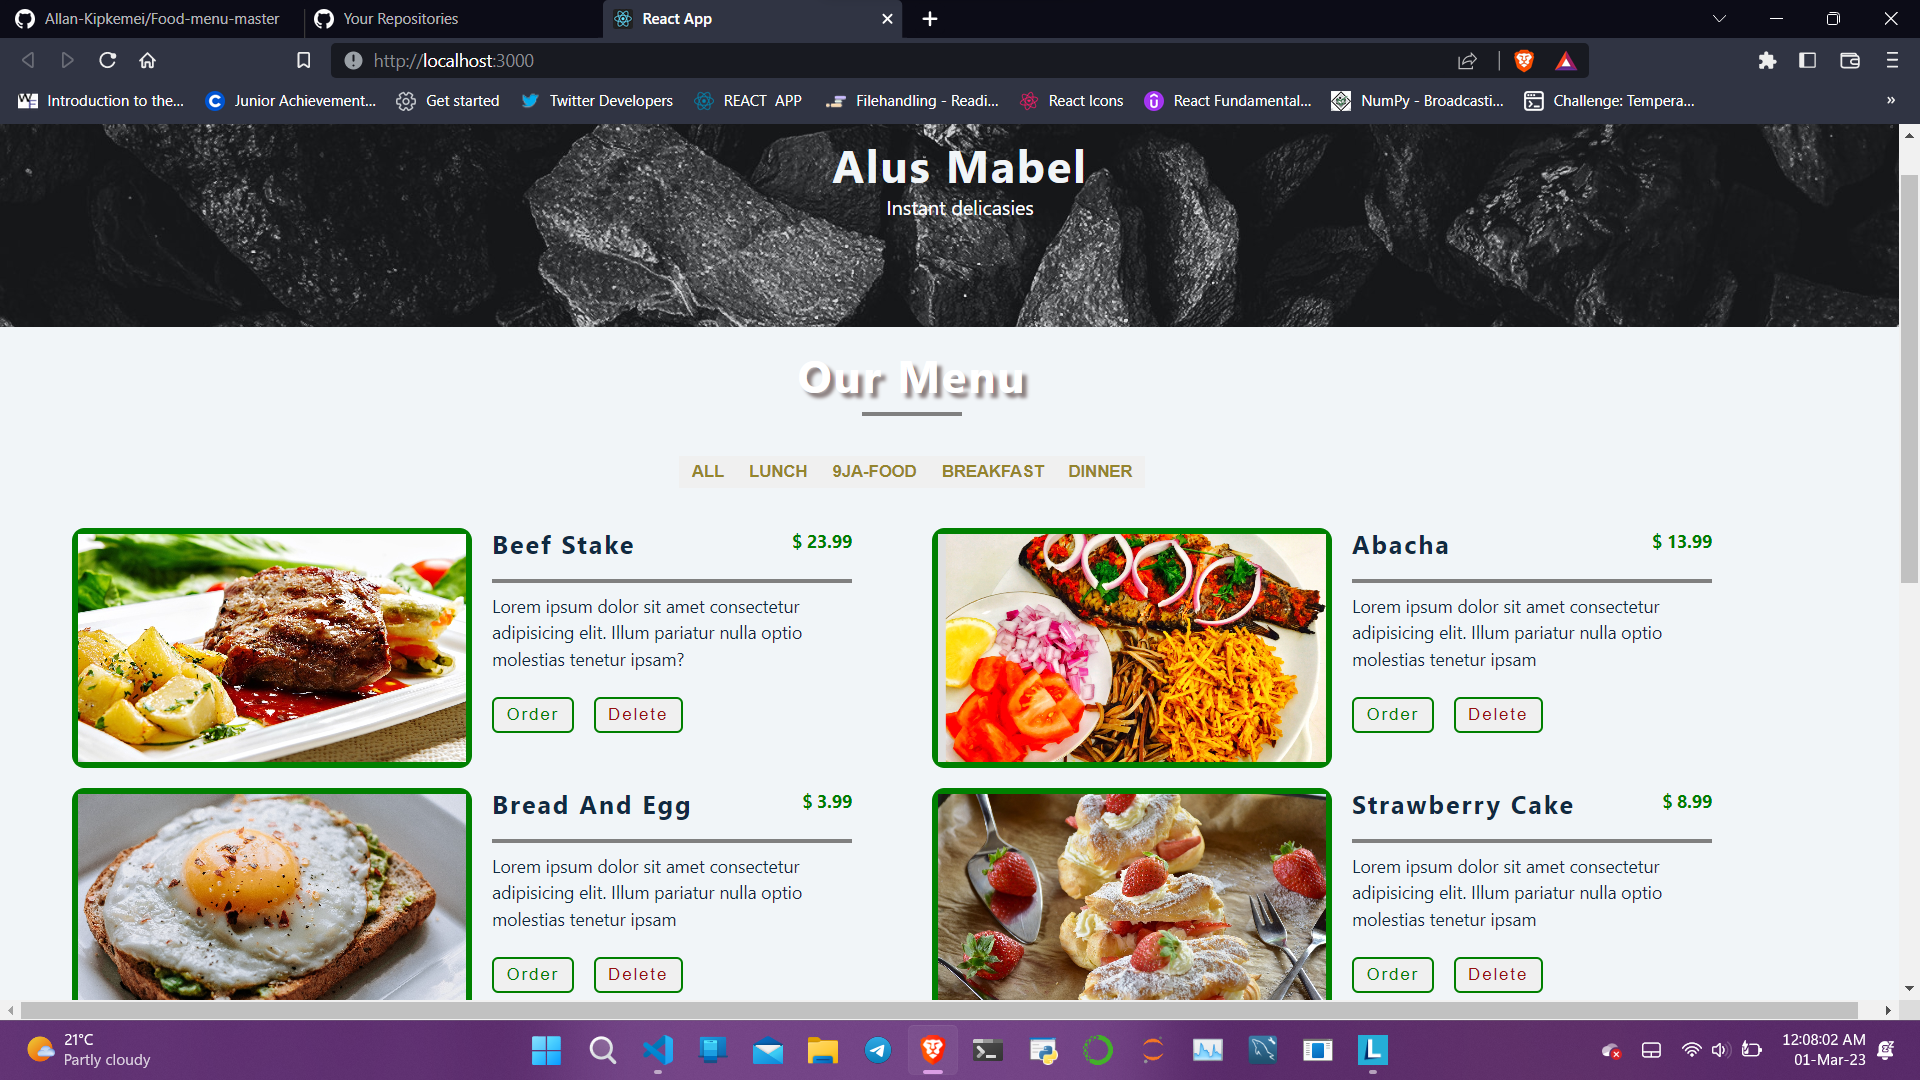 Allan-Kipkemei/Food-menu-master
Your Repositories
React App
http://localhost:3000
Introduction to the...
Junior Achievement...
Get started
Twitter Developers
REACT APP
Filehandling - Readi...
React Icons
React Fundamental...
NumPy - Broadcasti...
Challenge: Tempera...
»
Alus Mabel
Instant delicasies
Our Menu
ALL LUNCH 9JA-FOOD BREAKFAST DINNER
Beef Stake $ 23.99
Lorem ipsum dolor sit amet consectetur
adipisicing elit. Illum pariatur nulla optio
molestias tenetur ipsam?
Order Delete
Abacha $ 13.99
Lorem ipsum dolor sit amet consectetur
adipisicing elit. Illum pariatur nulla optio
molestias tenetur ipsam
Order Delete
Bread And Egg $ 3.99
Lorem ipsum dolor sit amet consectetur
adipisicing elit. Illum pariatur nulla optio
molestias tenetur ipsam
Order Delete
Strawberry Cake $ 8.99
Lorem ipsum dolor sit amet consectetur
adipisicing elit. Illum pariatur nulla optio
molestias tenetur ipsam
Order Delete
21°C
Partly cloudy
12:08:02 AM
01-Mar-23